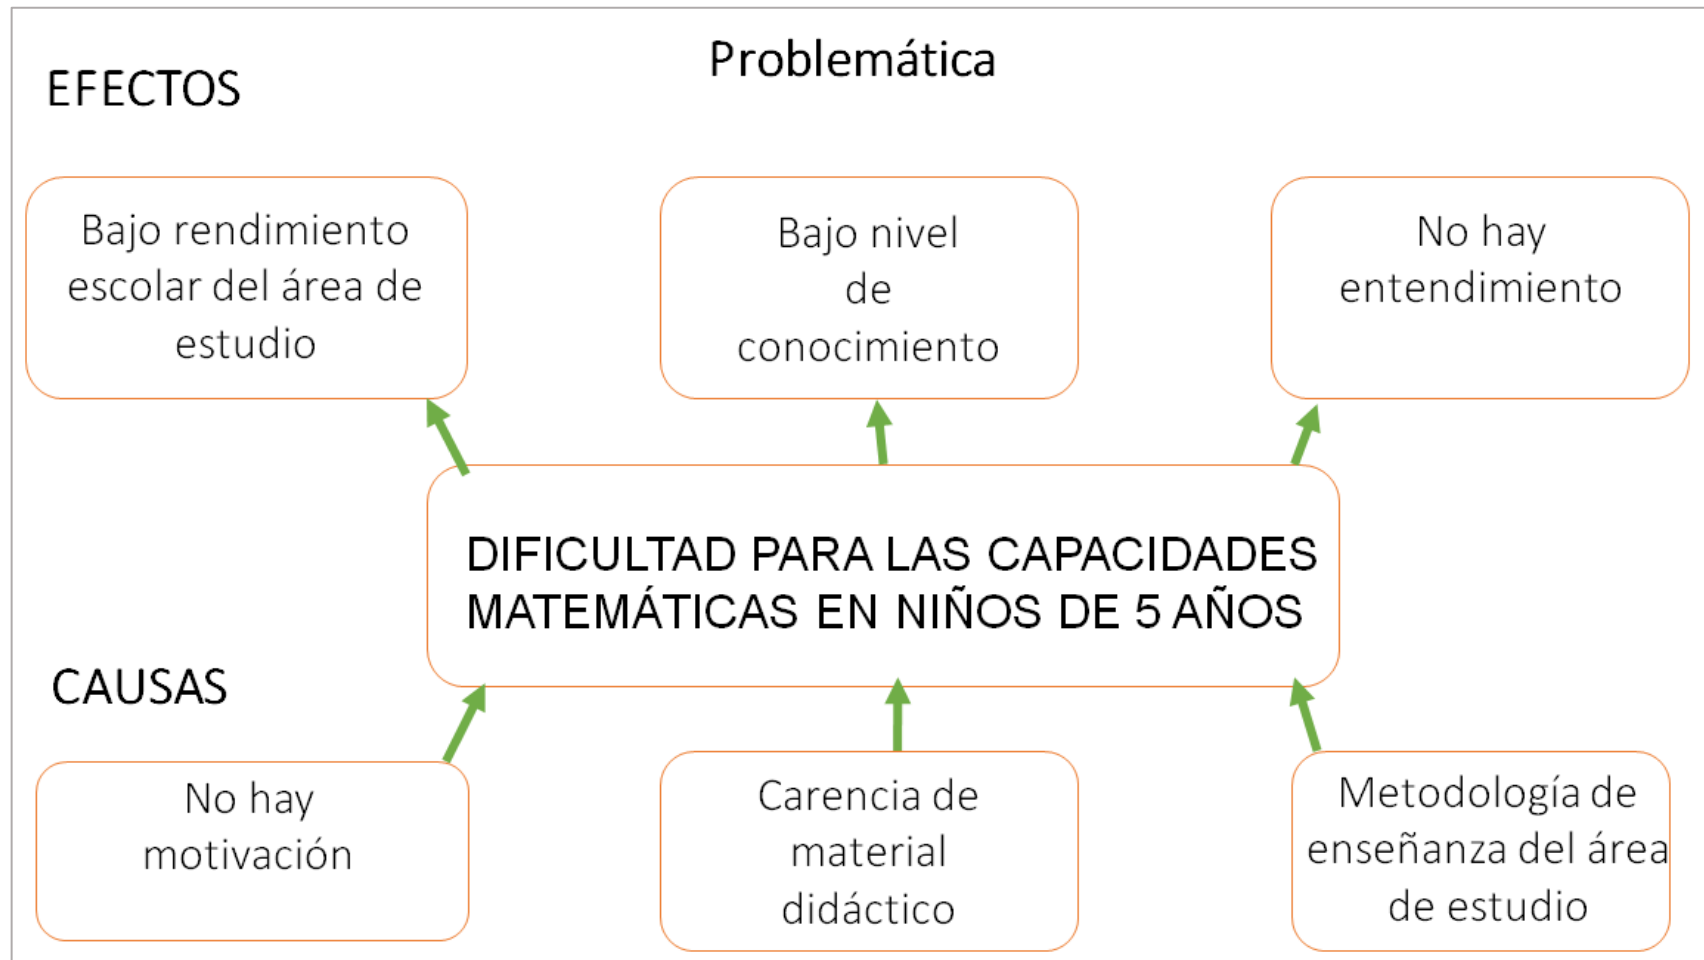 Problemática
EFECTOS
Bajo rendimiento
escolar del área de
estudio
Bajo nivel
de
conocimiento
No hay
entendimiento
DIFICULTAD PARA LAS CAPACIDADES
MATEMÁTICAS EN NIÑOS DE 5 AÑOS
CAUSAS
No hay
motivación
Carencia de
material
didáctico
Metodología de
enseñanza del área
de estudio